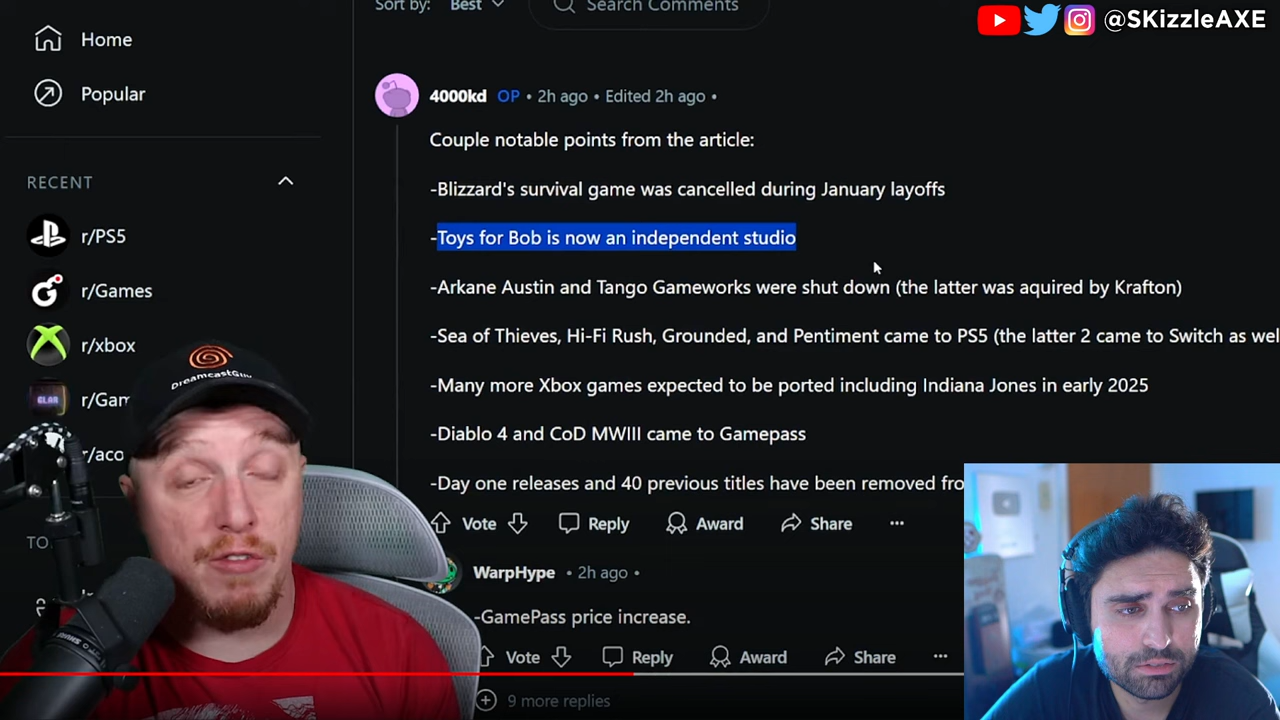 Sort by: Best
Search Comments
@SKizzleAXE
Home
Popular
RECENT
r/PS5
r/Games
r/xbox
r/Gam
r/aco
4000kd OP • 2h ago • Edited 2h ago •
Couple notable points from the article:
-Blizzard's survival game was cancelled during January layoffs
-Toys for Bob is now an independent studio
-Arkane Austin and Tango Gameworks were shut down (the latter was aquired by Krafton)
-Sea of Thieves, Hi-Fi Rush, Grounded, and Pentiment came to PS5 (the latter 2 came to Switch as wel
-Many more Xbox games expected to be ported including Indiana Jones in early 2025
-Diablo 4 and CoD MWIII came to Gamepass
-Day one releases and 40 previous titles have been removed fro
Vote Reply Award Share
WarpHype • 2h ago •
-GamePass price increase.
Vote Reply Award Share
9 more replies
DreamcastGuy
SHURE